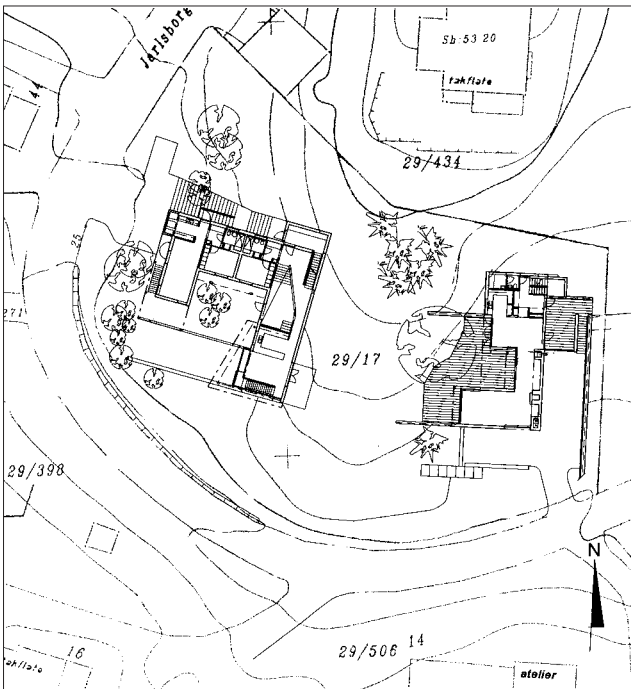 Jarlsborg
Sb:53 20
takflate
44
29/434
25
271
29/17
29/398
N
29/506
14
16
takflate
atelier